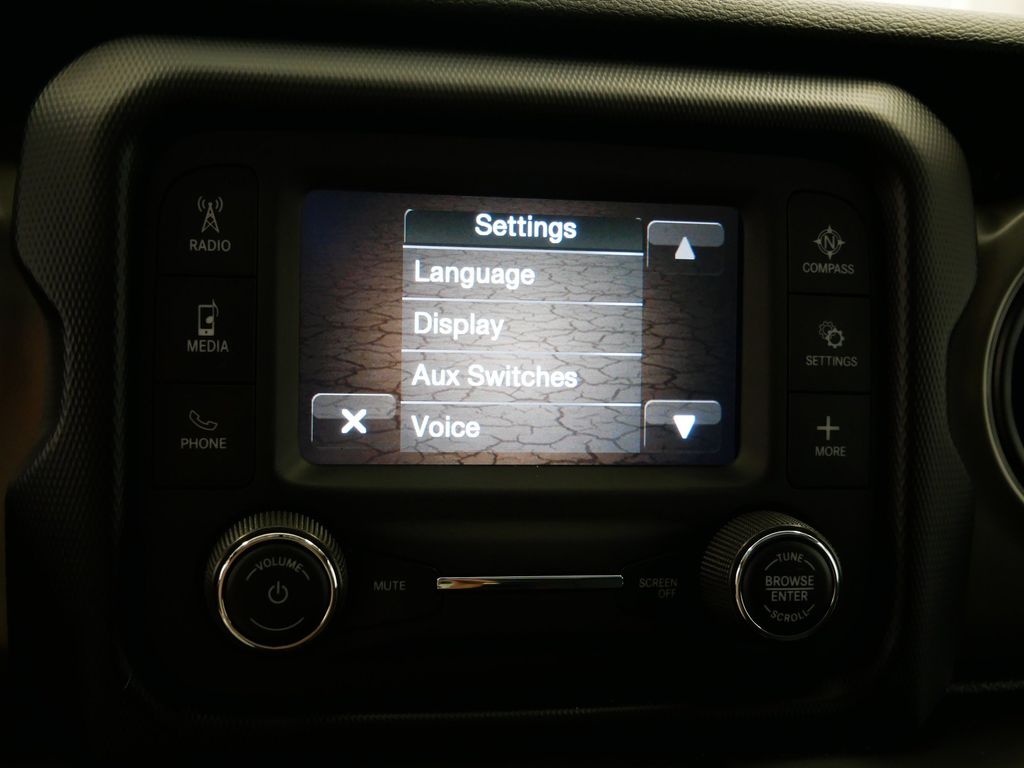 RADIO
MEDIA
PHONE
Settings
Language
Display
Aux Switches
Voice
N
COMPASS
SETTINGS
MORE
VOLUME
MUTE
SCREEN
OFF
TUNE
BROWSE
ENTER
SCROLL